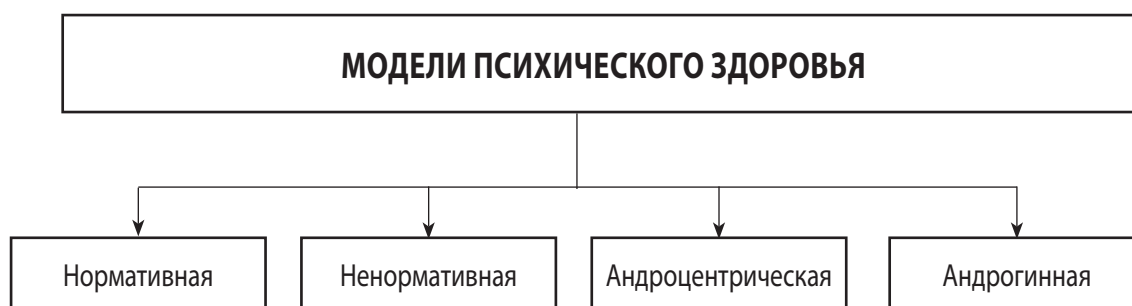 МОДЕЛИ ПСИХИЧЕСКОГО ЗДОРОВЬЯ
Нормативная
Ненормативная
Андроцентрическая
Андрогинная